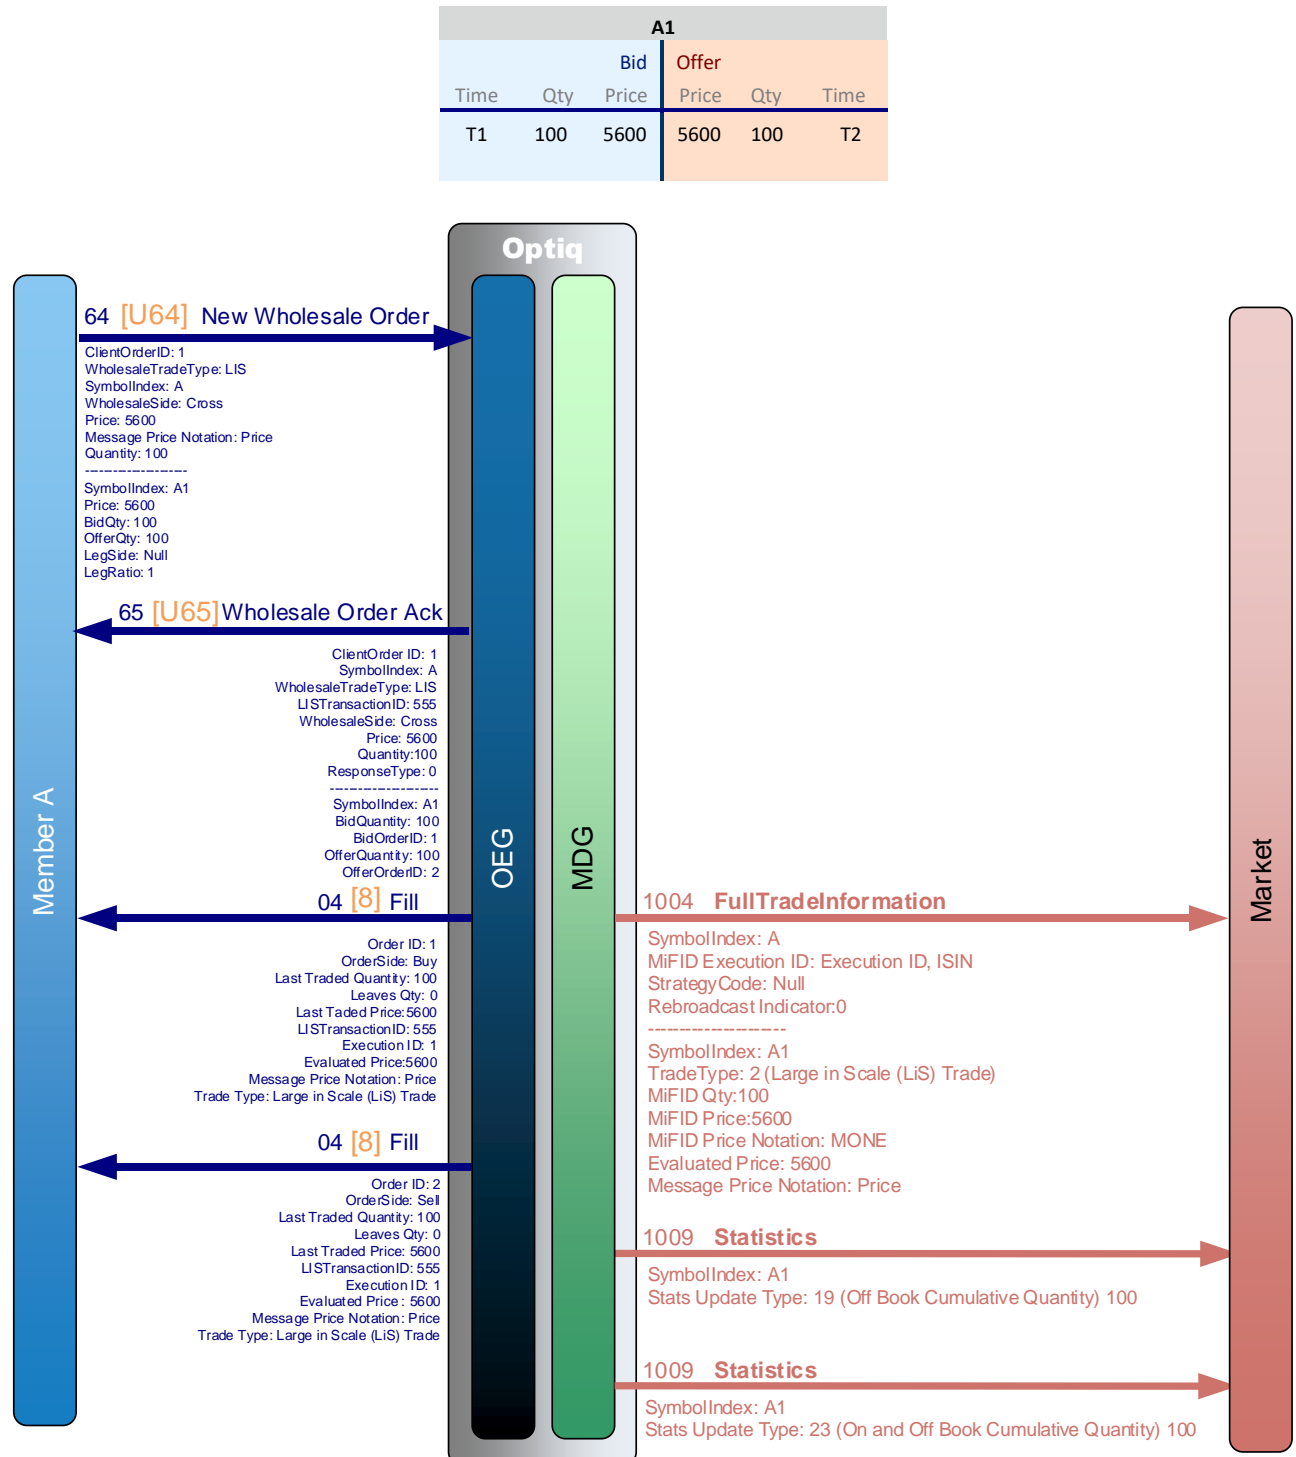 A1
Bid Offer
Time Qty Price Price Qty Time
T1 100 5600 5600 100 T2
Optiq
Member A
OEG
MDG
Market
64 [U64] New Wholesale Order
ClientOrderID: 1
WholesaleTradeType: LIS
SymbolIndex: A
WholesaleSide: Cross
Price: 5600
Message Price Notation: Price
Quantity: 100
----------------------
SymbolIndex: A1
Price: 5600
BidQty: 100
OfferQty: 100
LegSide: Null
LegRatio: 1
65 [U65] Wholesale Order Ack
ClientOrder ID: 1
SymbolIndex: A
WholesaleTradeType: LIS
LISTransactionID: 555
WholesaleSide: Cross
Price: 5600
Quantity:100
ResponseType: 0
-----------------------
SymbolIndex: A1
BidQuantity: 100
BidOrderID: 1
OfferQuantity: 100
OfferOrderID: 2
04 [8] Fill
Order ID: 1
OrderSide: Buy
Last Traded Quantity: 100
Leaves Qty: 0
Last Taded Price:5600
LISTransactionID: 555
Execution ID: 1
Evaluated Price:5600
Message Price Notation: Price
Trade Type: Large in Scale (LiS) Trade
04 [8] Fill
Order ID: 2
OrderSide: Sell
Last Traded Quantity: 100
Leaves Qty: 0
Last Traded Price: 5600
LISTransactionID: 555
Execution ID: 1
Evaluated Price : 5600
Message Price Notation: Price
Trade Type: Large in Scale (LiS) Trade
1004 FullTradeInformation
SymbolIndex: A
MiFID Execution ID: Execution ID, ISIN
StrategyCode: Null
Rebroadcast Indicator:0
----------------------
SymbolIndex: A1
TradeType: 2 (Large in Scale (LiS) Trade)
MiFID Qty:100
MiFID Price:5600
MiFID Price Notation: MONE
Evaluated Price: 5600
Message Price Notation: Price
1009 Statistics
SymbolIndex: A1
Stats Update Type: 19 (Off Book Cumulative Quantity) 100
1009 Statistics
SymbolIndex: A1
Stats Update Type: 23 (On and Off Book Cumulative Quantity) 100